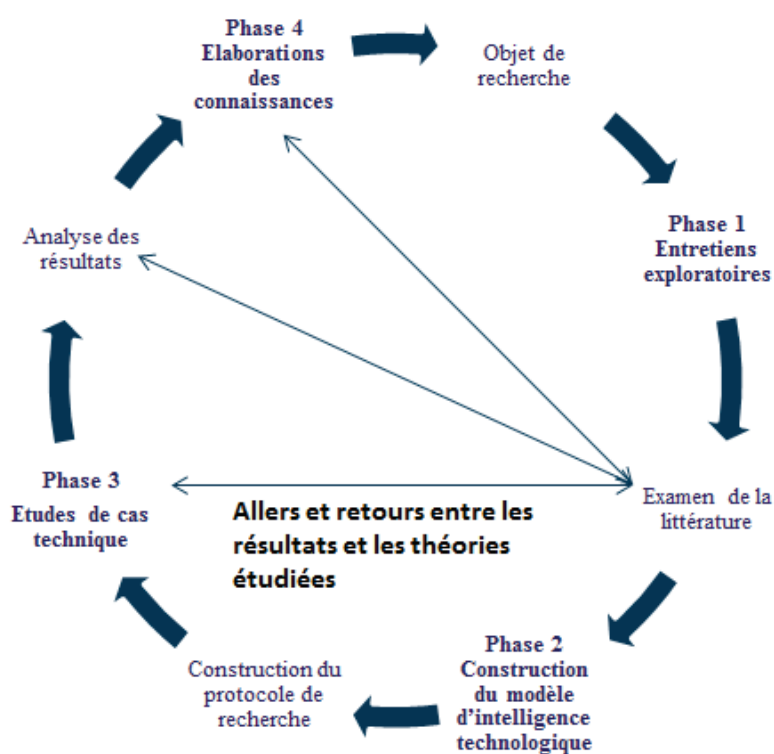 Phase 4
Elaborations
des
connaissances
Objet de
recherche
Phase 1
Entretiens
exploratoires
Examen de la
littérature
Phase 2
Construction
du modèle
d'intelligence
technologique
Construction du
protocole de
recherche
Phase 3
Etudes de cas
technique
Analyse des
résultats
Allers et retours entre les
résultats et les théories
étudiées